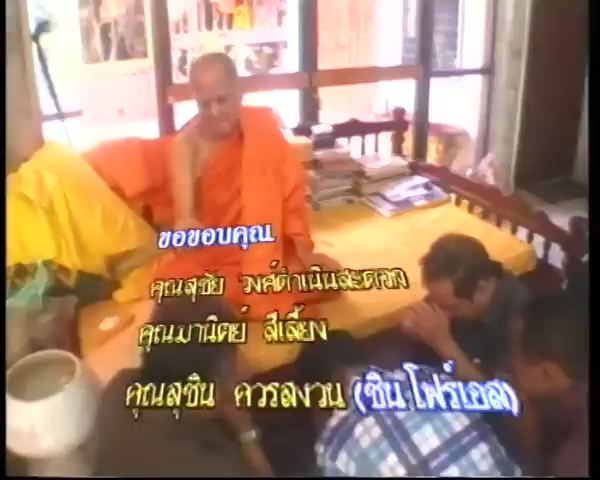 ขอขอบคุณ
คุณสุชัย วงค์ดำเนินสะดวก
คุณมานิตย์ สีเลี้ยง
คุณสุชิน ควรสงวน (ชิน โฟร์เอส)